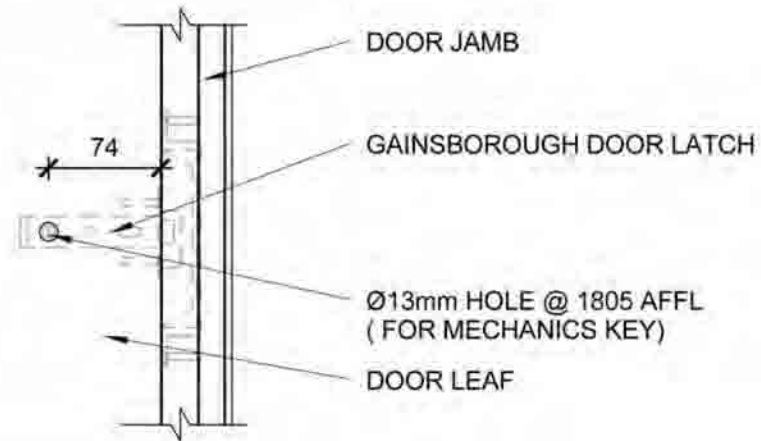 DOOR JAMB
74
GAINSBOROUGH DOOR LATCH
Ø13mm HOLE @ 1805 AFFL
( FOR MECHANICS KEY)
DOOR LEAF